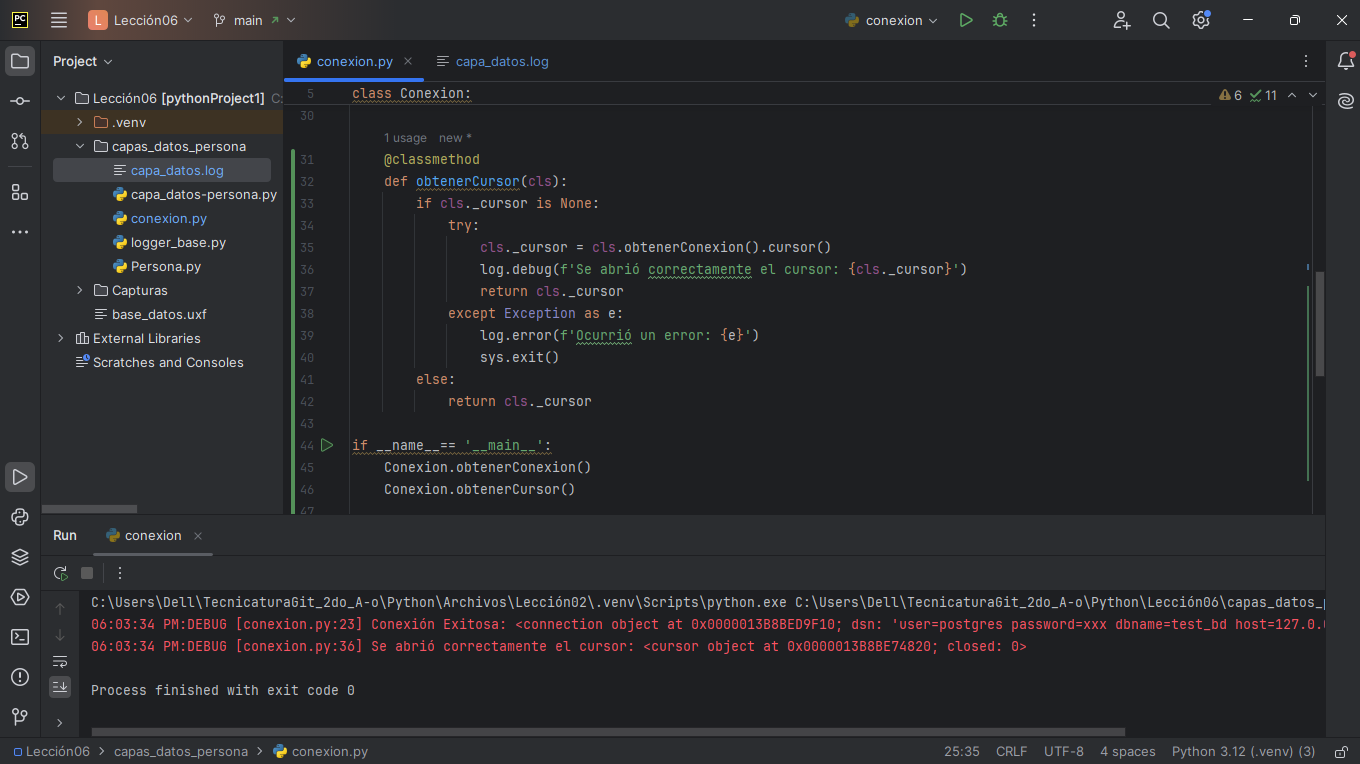 PC
L Lección06 main conexion
Project
conexion.py
capa_datos.log
Lección06 [pythonProject1] C:
.venv
capas_datos_persona
capa_datos.log
capa_datos-persona.py
conexion.py
logger_base.py
Persona.py
Capturas
base_datos.uxf
External Libraries
Scratches and Consoles
5 class Conexion:
6 11
30
1 usage new *
31 @classmethod
32 def obtenerCursor(cls):
33 if cls._cursor is None:
34 try:
35 cls._cursor = cls.obtenerConexion().cursor()
36 log.debug(f'Se abrió correctamente el cursor: {cls._cursor}')
37 return cls._cursor
38 except Exception as e:
39 log.error(f'Ocurrió un error: {e}')
40 sys.exit()
41 else:
42 return cls._cursor
43
44 if __name__== '__main__':
45 Conexion.obtenerConexion()
46 Conexion.obtenerCursor()
47
Run conexion
C:\Users\Dell\TecnicaturaGit_2do_A-o\Python\Archivos\Lección02\.venv\Scripts\python.exe C:\Users\Dell\TecnicaturaGit_2do_A-o\Python\Lección06\capas_datos_p
06:03:34 PM:DEBUG [conexion.py:23] Conexión Exitosa: <connection object at 0x0000013B8BED9F10; dsn: 'user=postgres password=xxx dbname=test_bd host=127.0.0
06:03:34 PM:DEBUG [conexion.py:36] Se abrió correctamente el cursor: <cursor object at 0x0000013B8BE74820; closed: 0>
Process finished with exit code 0
Lección06 > capas_datos_persona > conexion.py 25:35 CRLF UTF-8 4 spaces Python 3.12 (.venv) (3)